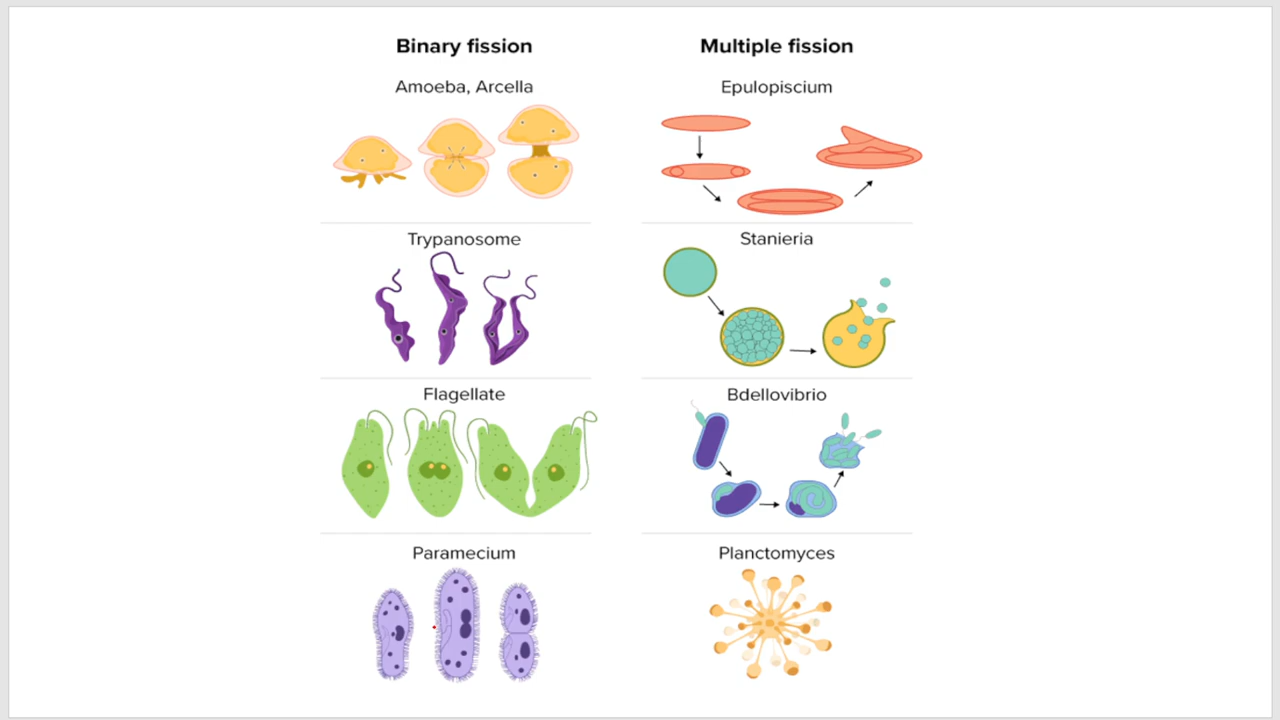 Binary fission
Multiple fission
Amoeba, Arcella
Epulopiscium
Trypanosome
Stanieria
Flagellate
Bdellovibrio
Paramecium
Planctomyces